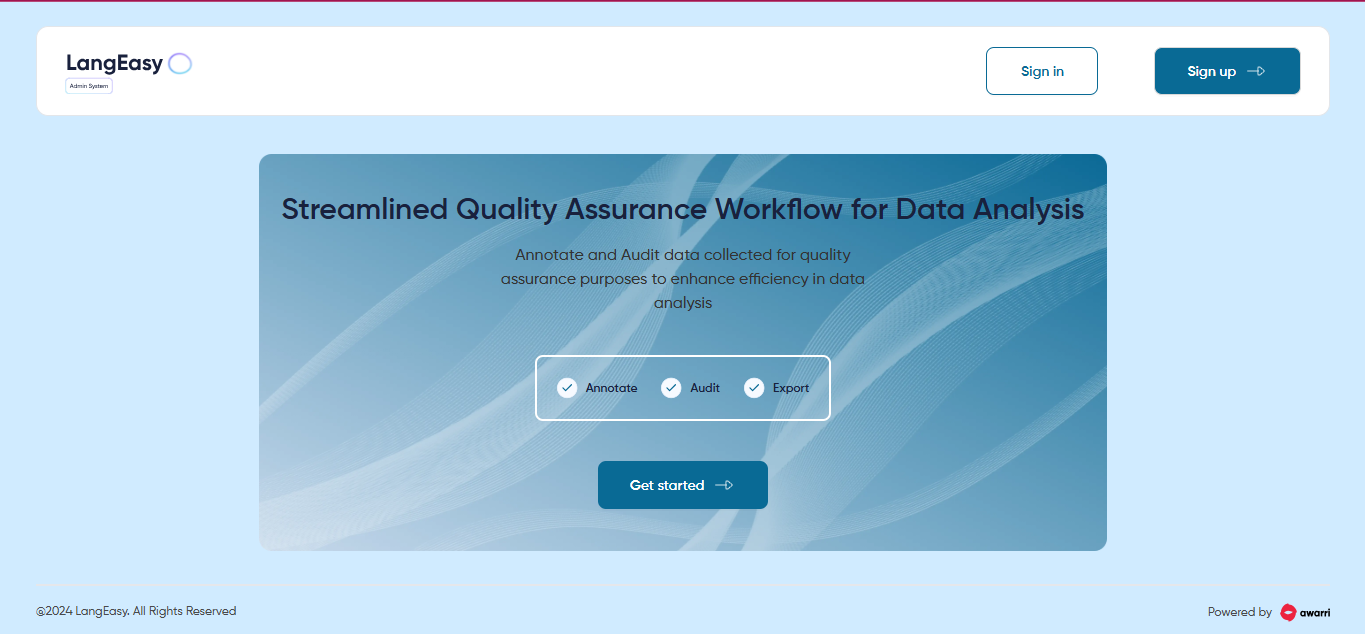 LangEasy
Admin System
Sign in
Sign up
Streamlined Quality Assurance Workflow for Data Analysis
Annotate and Audit data collected for quality
assurance purposes to enhance efficiency in data
analysis
Annotate Audit Export
Get started
@2024 LangEasy. All Rights Reserved
Powered by awarri